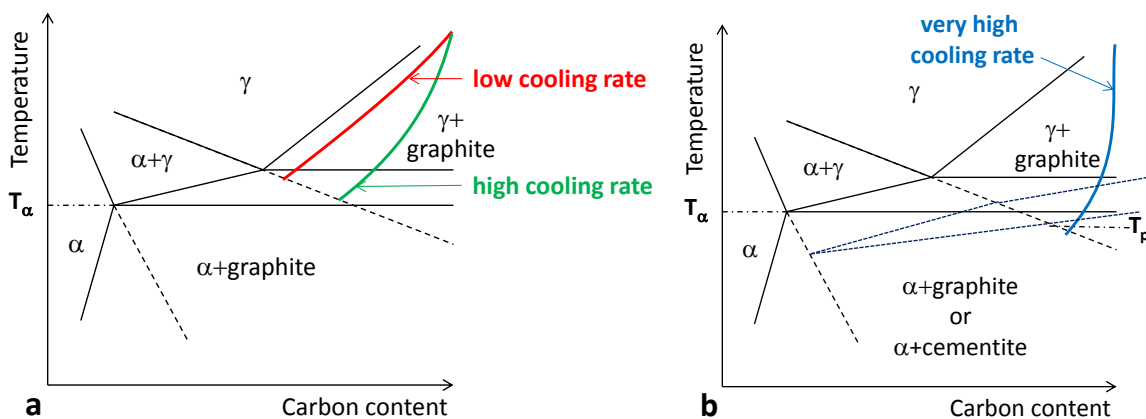 Temperature
γ
low cooling rate
γ+
graphite
α+γ
high cooling rate
Tα
α
α+graphite
a
Carbon content
very high
cooling rate
Temperature
γ
γ+
graphite
α+γ
Tα
Tp
α
α+graphite
or
α+cementite
b
Carbon content